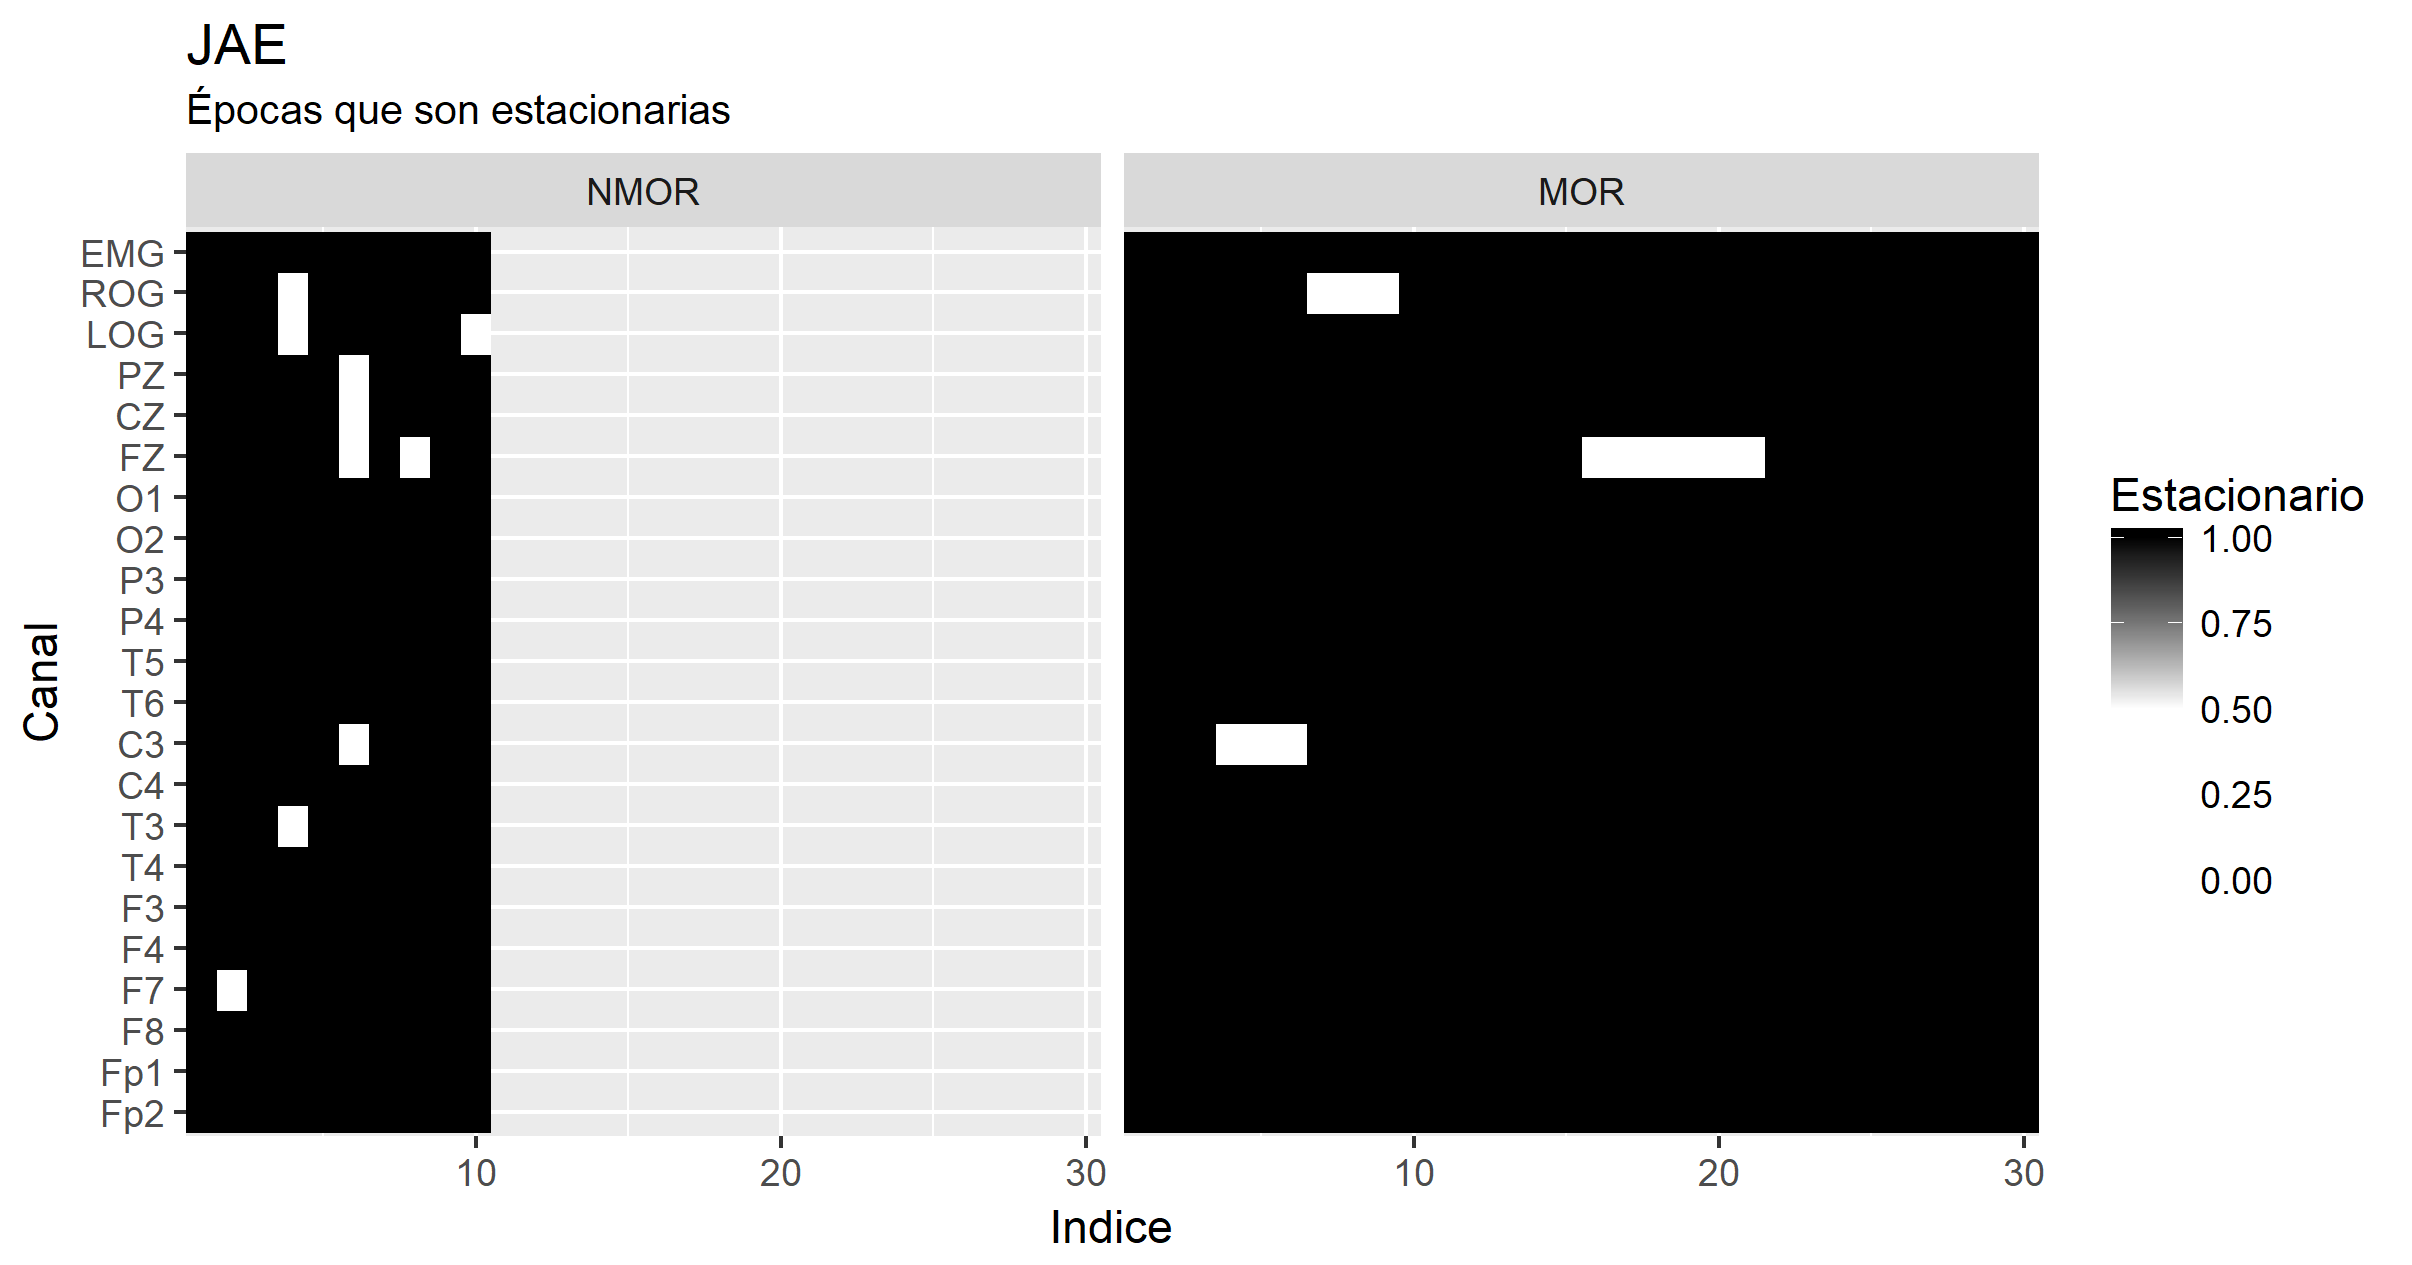 JAE
Épocas que son estacionarias
NMOR
MOR
EMG
ROG
LOG
PZ
CZ
FZ
O1
O2
P3
P4
T5
T6
C3
C4
T3
T4
F3
F4
F7
F8
Fp1
Fp2
Canal
10
20
30
10
20
30
Indice
Estacionario
1.00
0.75
0.50
0.25
0.00